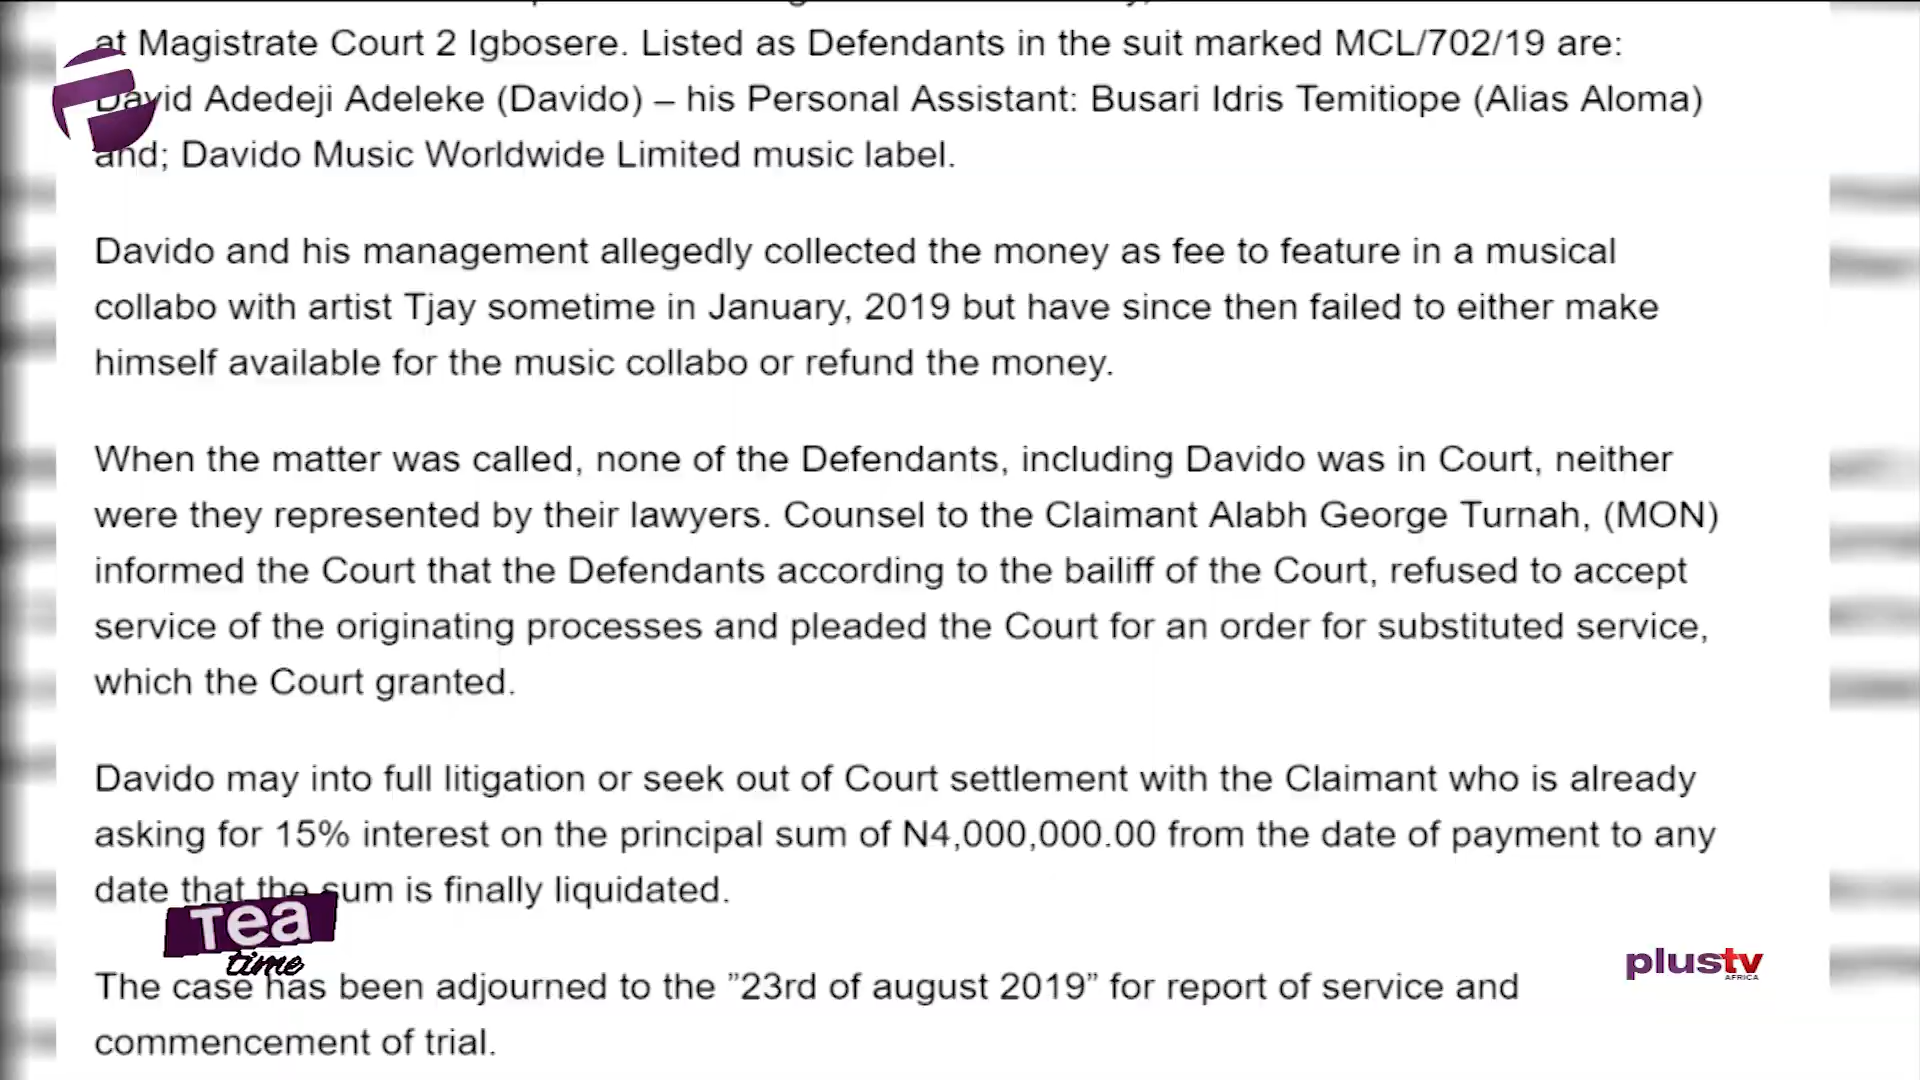 at Magistrate Court 2 Igbosere. Listed as Defendants in the suit marked MCL/702/19 are:
David Adedeji Adeleke (Davido) – his Personal Assistant: Busari Idris Temitiope (Alias Aloma)
and; Davido Music Worldwide Limited music label.
Davido and his management allegedly collected the money as fee to feature in a musical
collabo with artist Tjay sometime in January, 2019 but have since then failed to either make
himself available for the music collabo or refund the money.
When the matter was called, none of the Defendants, including Davido was in Court, neither
were they represented by their lawyers. Counsel to the Claimant Alabh George Turnah, (MON)
informed the Court that the Defendants according to the bailiff of the Court, refused to accept
service of the originating processes and pleaded the Court for an order for substituted service,
which the Court granted.
Davido may into full litigation or seek out of Court settlement with the Claimant who is already
asking for 15% interest on the principal sum of N4,000,000.00 from the date of payment to any
date that the sum is finally liquidated.
Tea
time
plustv
AFRICA
The case has been adjourned to the ”23rd of august 2019” for report of service and
commencement of trial.